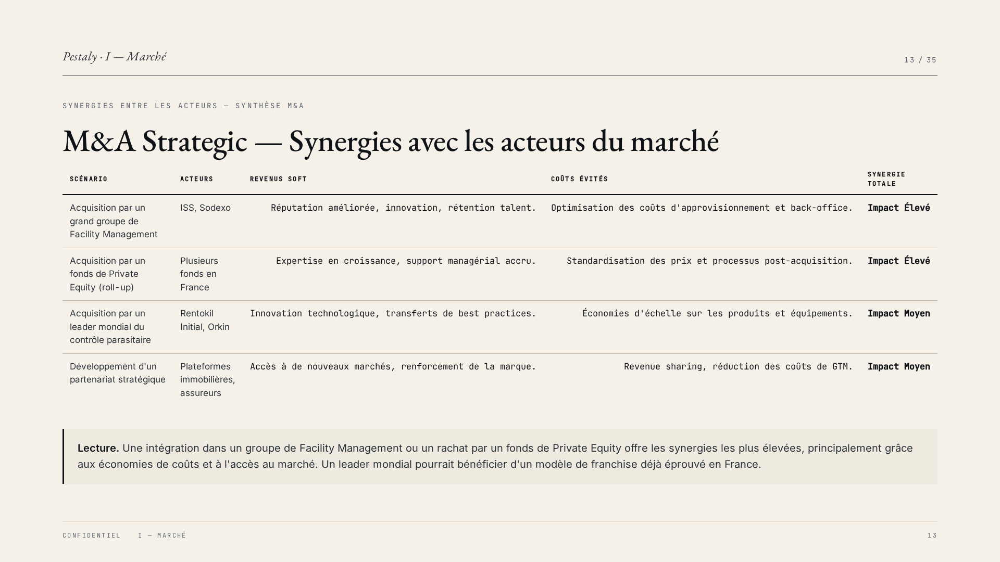 Pestaly · I — Marché
13 / 35
SYNERGIES ENTRE LES ACTEURS — SYNTHÈSE M&A
M&A Strategic — Synergies avec les acteurs du marché
SCÉNARIO
ACTEURS
REVENUS SOFT
COÛTS ÉVITÉS
SYNERGIE
TOTALE
Acquisition par un
grand groupe de
Facility Management
ISS, Sodexo
Réputation améliorée, innovation, rétention talent.
Optimisation des coûts d'approvisionnement et back-office.
Impact Élevé
Acquisition par un
fonds de Private
Equity (roll-up)
Plusieurs
fonds en
France
Expertise en croissance, support managérial accru.
Standardisation des prix et processus post-acquisition.
Impact Élevé
Acquisition par un
leader mondial du
contrôle parasitaire
Rentokil
Initial, Orkin
Innovation technologique, transferts de best practices.
Économies d'échelle sur les produits et équipements.
Impact Moyen
Développement d'un
partenariat stratégique
Plateformes
immobilières,
assureurs
Accès à de nouveaux marchés, renforcement de la marque.
Revenue sharing, réduction des coûts de GTM.
Impact Moyen
Lecture. Une intégration dans un groupe de Facility Management ou un rachat par un fonds de Private Equity offre les synergies les plus élevées, principalement grâce
aux économies de coûts et à l'accès au marché. Un leader mondial pourrait bénéficier d'un modèle de franchise déjà éprouvé en France.
CONFIDENTIEL
I — MARCHÉ
13